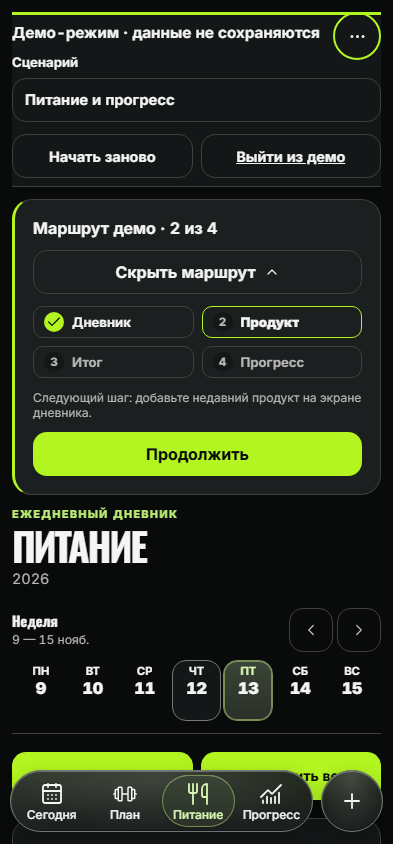 Демо-режим · данные не сохраняются
Сценарий
Питание и прогресс
Начать заново
Выйти из демо
Маршрут демо · 2 из 4
Скрыть маршрут
Дневник
2 Продукт
3 Итог
4 Прогресс
Следующий шаг: добавьте недавний продукт на экране
дневника.
Продолжить
ЕЖЕДНЕВНЫЙ ДНЕВНИК
ПИТАНИЕ
2026
Неделя
9 — 15 нояб.
ПН ВТ СР ЧТ ПТ СБ ВС
9 10 11 12 13 14 15
Сегодня План Питание Прогресс